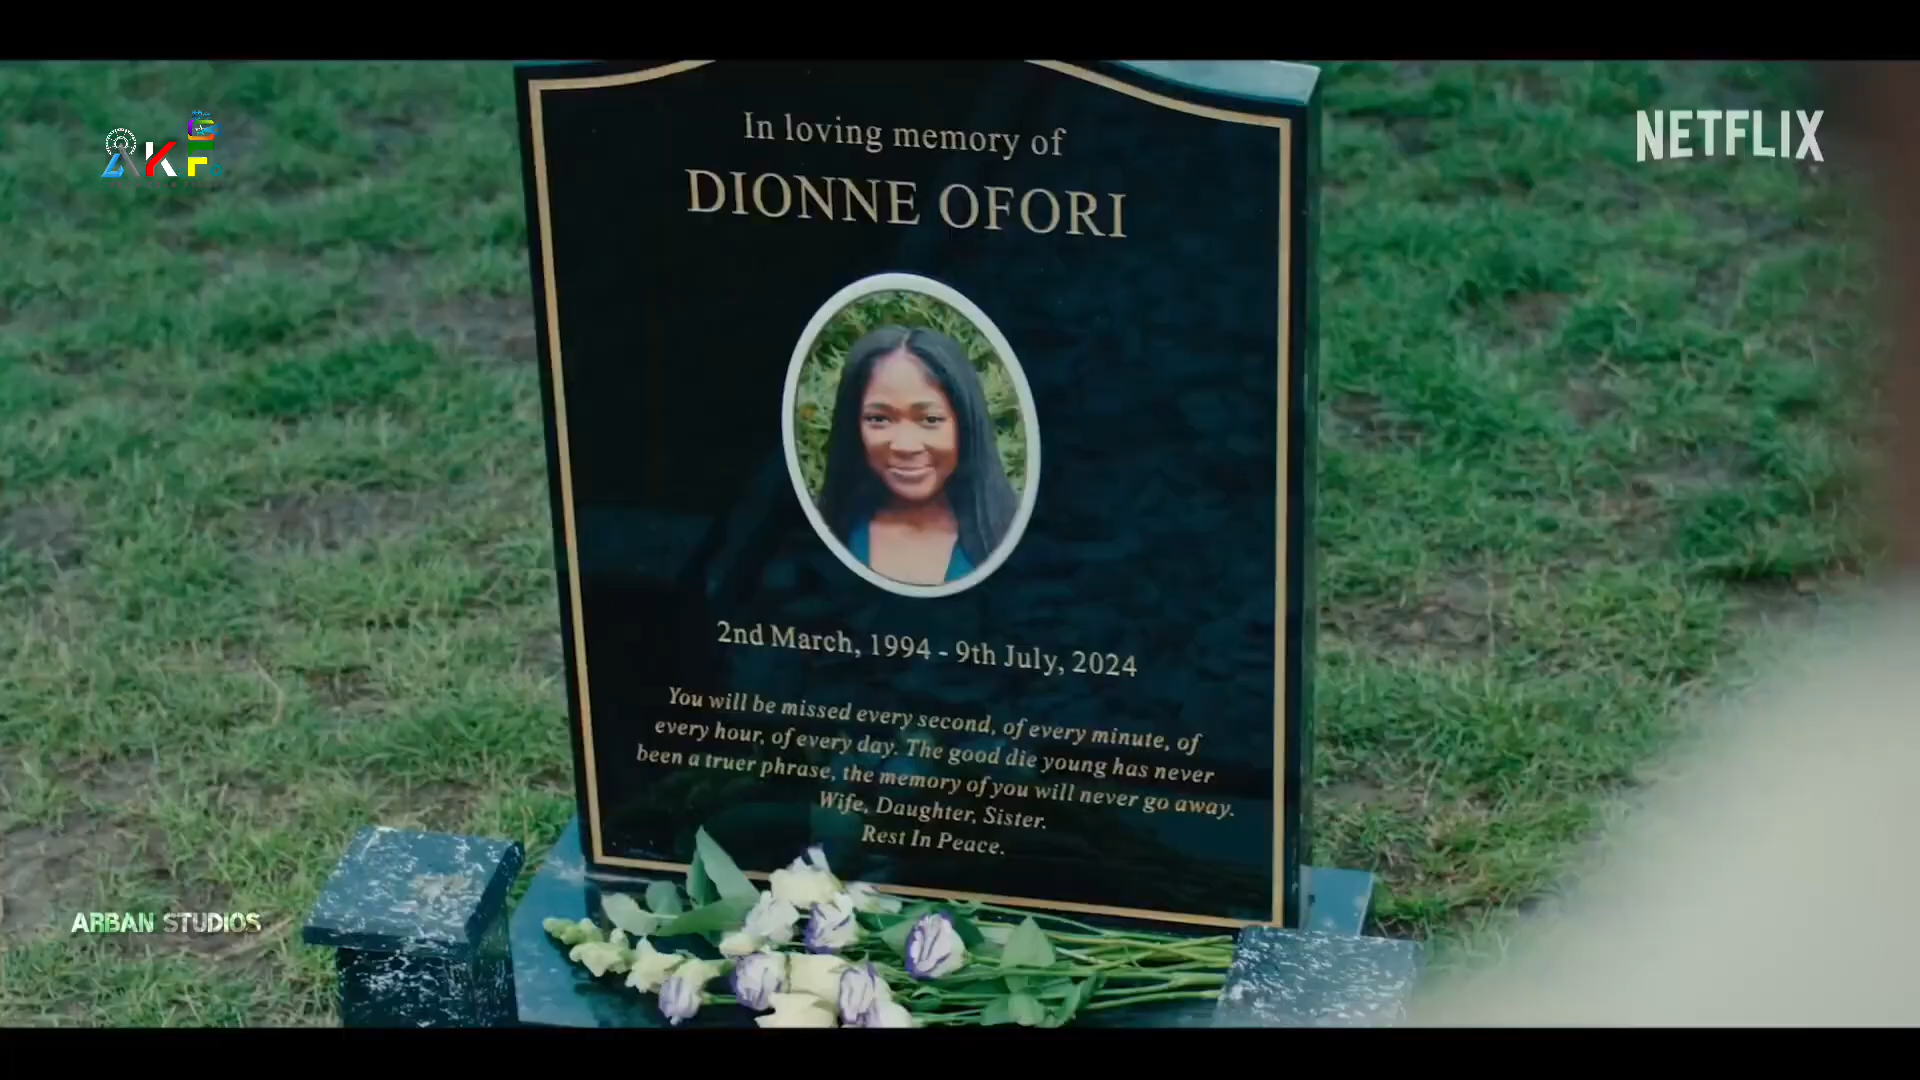 AKF
NETFLIX
In loving memory of
DIONNE OFORI
2nd March, 1994 - 9th July, 2024
You will be missed every second, of every minute, of
every hour, of every day. The good die young has never
been a truer phrase, the memory of you will never go away.
Wife, Daughter, Sister.
Rest In Peace.
ARBAN STUDIOS